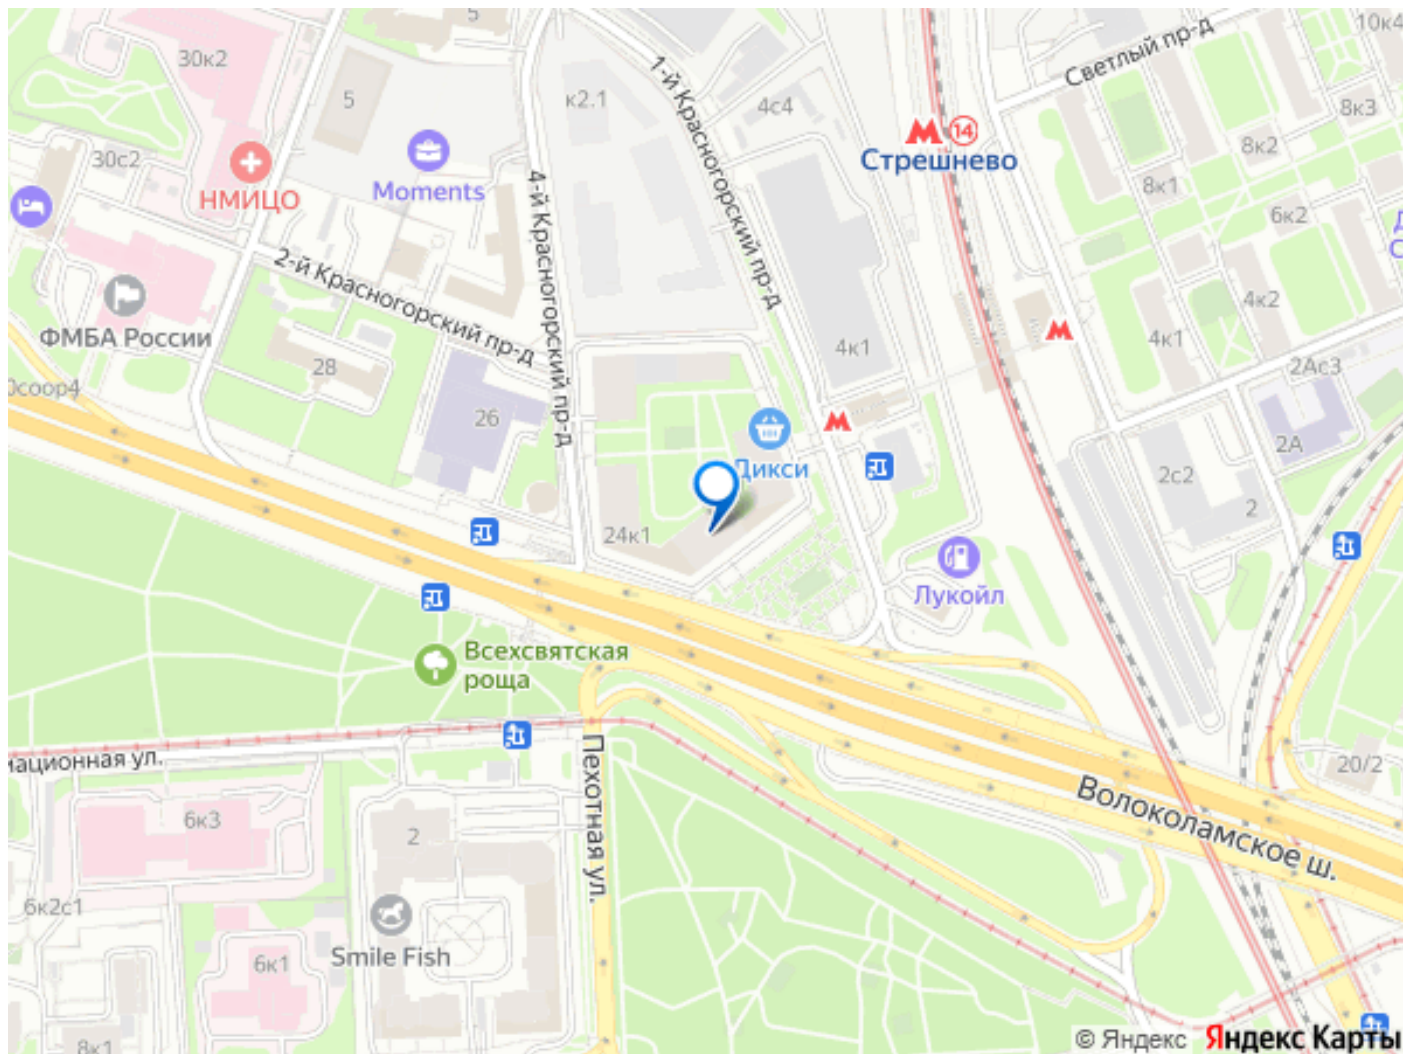 5
10к4
30к2
Светлый пр-д
1-й Красногорский пр-д
5
к2.1
4с4
8к3
14
Стрешнево
8к2
30с2
Moments
НМИЦО
4-й Красногорский пр-д
8к1
6к2
2-й Красногорский пр-д
ФМБА России
4к2
4к1
4к1
28
2Ас3
26
2А
Дикси
2с2
2
24к1
Лукойл
Всехсвятская
роща
Пехотная ул.
Волоколамское ш.
20/2
6к3
2
6к2с1
Smile Fish
6к1
8к1
© Яндекс Яндекс Карты